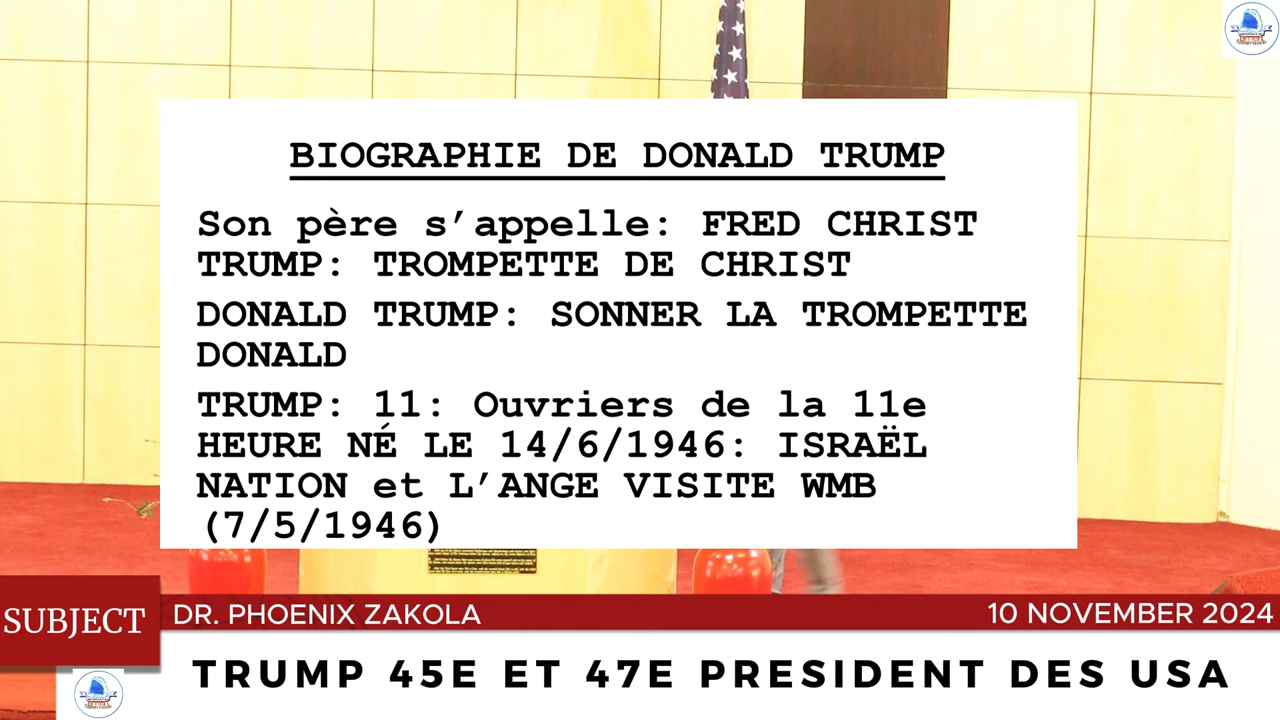 BIOGRAPHIE DE DONALD TRUMP
Son père s’appelle: FRED CHRIST
TRUMP: TROMPETTE DE CHRIST
DONALD TRUMP: SONNER LA TROMPETTE
DONALD
TRUMP: 11: Ouvriers de la 11e
HEURE NÉ LE 14/6/1946: ISRAËL
NATION et L’ANGE VISITE WMB
(7/5/1946)
SUBJECT
DR. PHOENIX ZAKOLA
10 NOVEMBER 2024
TRUMP 45E ET 47E PRESIDENT DES USA